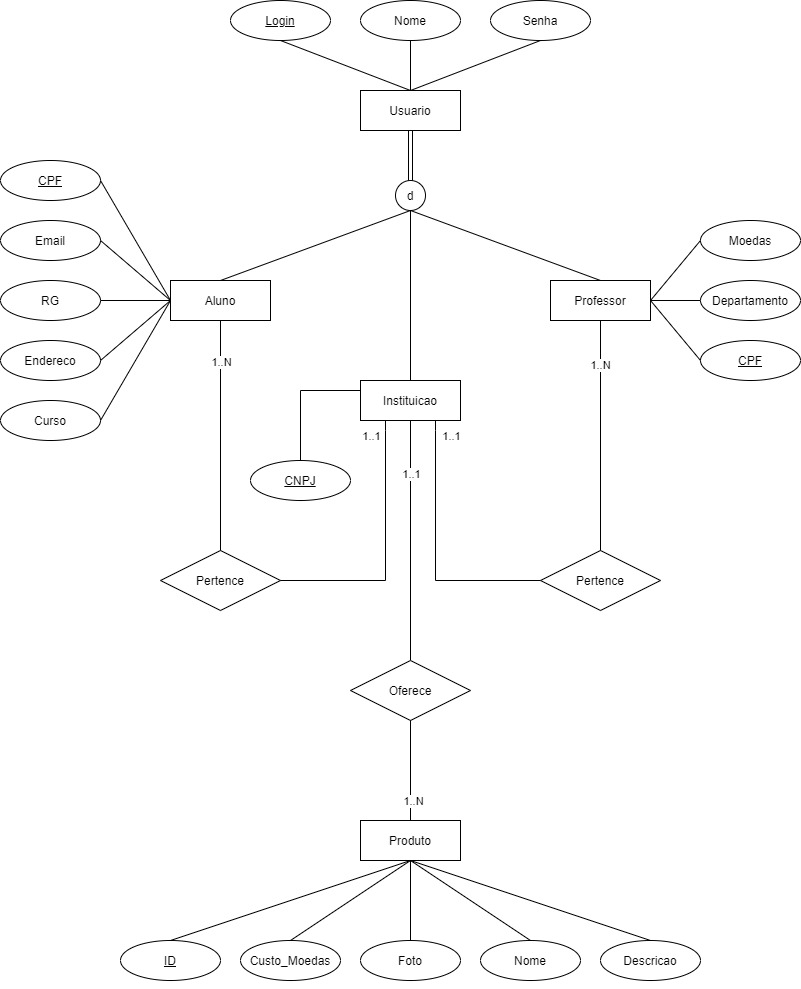 Login
Nome
Senha
Usuario
d
CPF
Email
RG
Endereco
Curso
Aluno
Professor
Moedas
Departamento
CPF
1..N
1..N
Instituicao
1..1
1..1
1..1
CNPJ
Pertence
Pertence
Oferece
1..N
Produto
ID
Custo_Moedas
Foto
Nome
Descricao